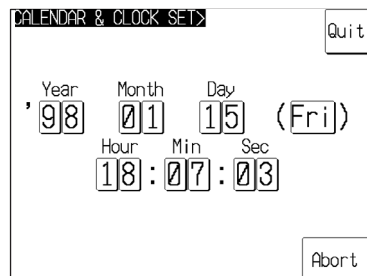 CALENDAR & CLOCK SET>
Quit
Year Month Day
'98 01 15 (Fri)
Hour Min Sec
18:07:03
Abort